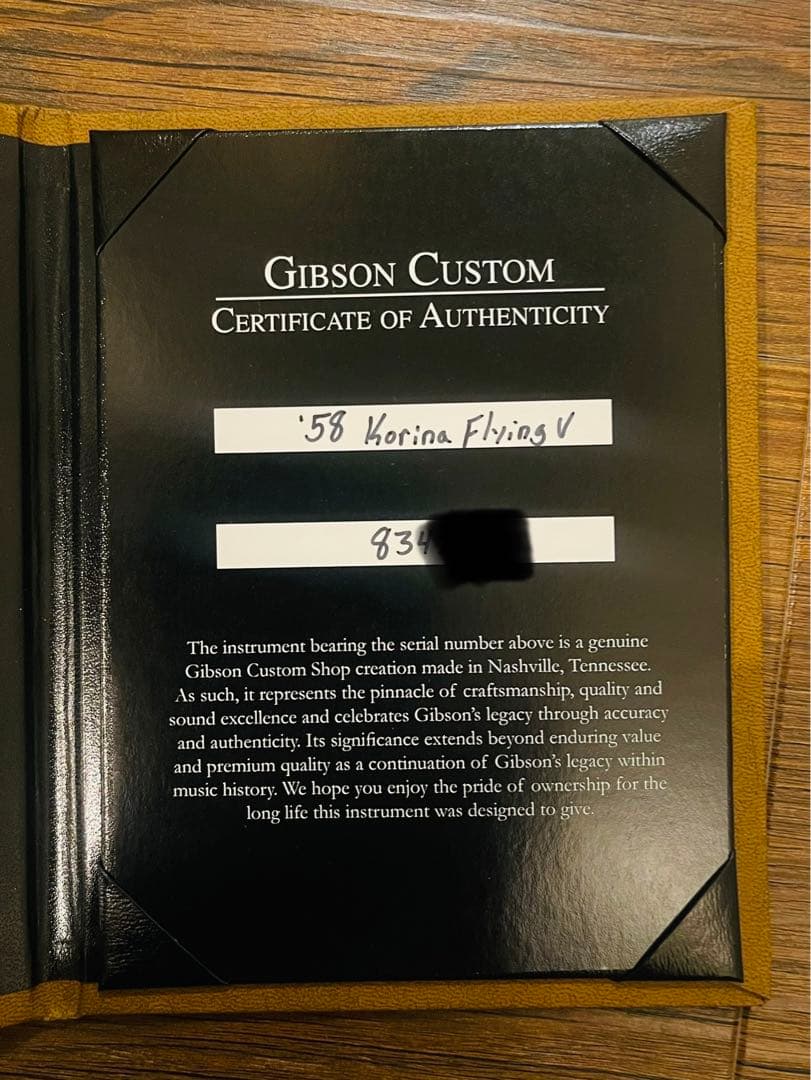 GIBSON CUSTOM
CERTIFICATE OF AUTHENTICITY
'58 Korina Flying V
834
The instrument bearing the serial number above is a genuine
Gibson Custom Shop creation made in Nashville, Tennessee.
As such, it represents the pinnacle of craftsmanship, quality and
sound excellence and celebrates Gibson's legacy through accuracy
and authenticity. Its significance extends beyond enduring value
and premium quality as a continuation of Gibson's legacy within
music history. We hope you enjoy the pride of ownership for the
long life this instrument was designed to give.